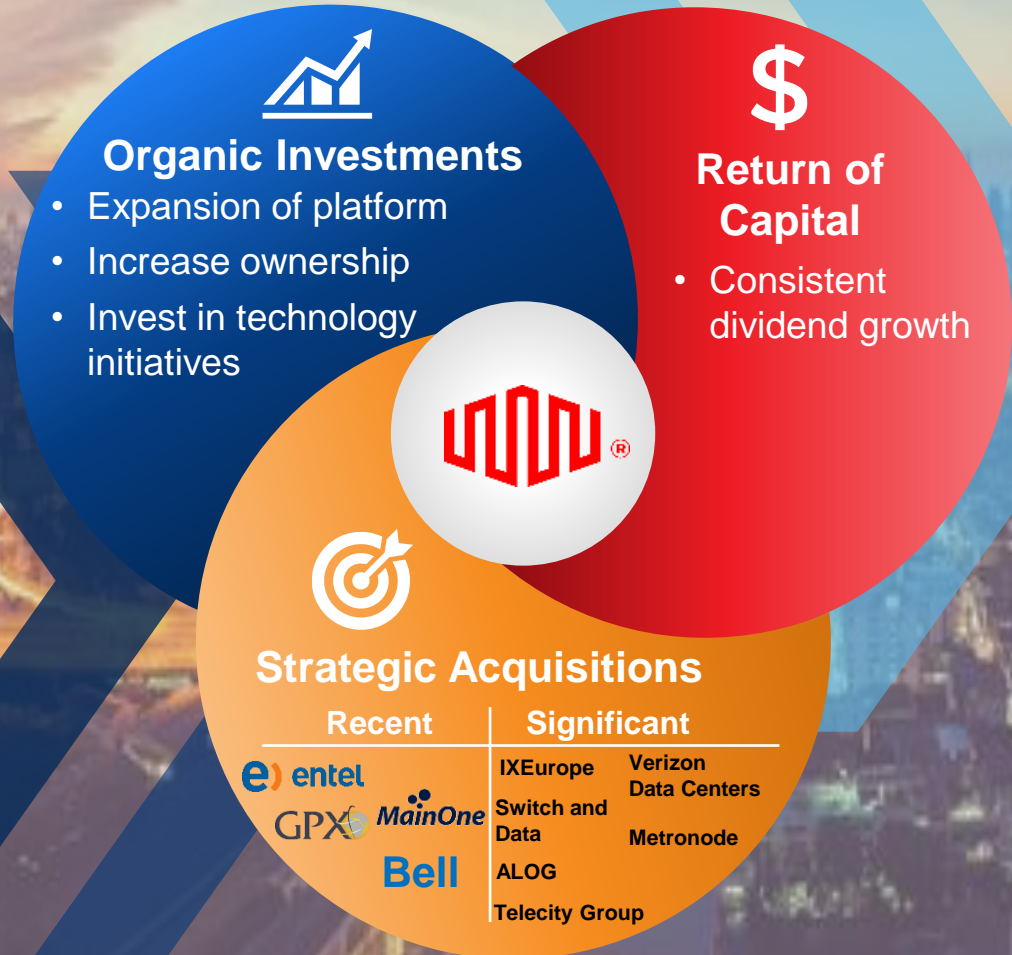 $
Organic Investments
• Expansion of platform
• Increase ownership
• Invest in technology
initiatives
Return of
Capital
• Consistent
dividend growth
®
Strategic Acquisitions
Recent
Significant
e) entel
GPX
MainOne
Bell
IXEurope
Switch and
Data
ALOG
Telecity Group
Verizon
Data Centers
Metronode